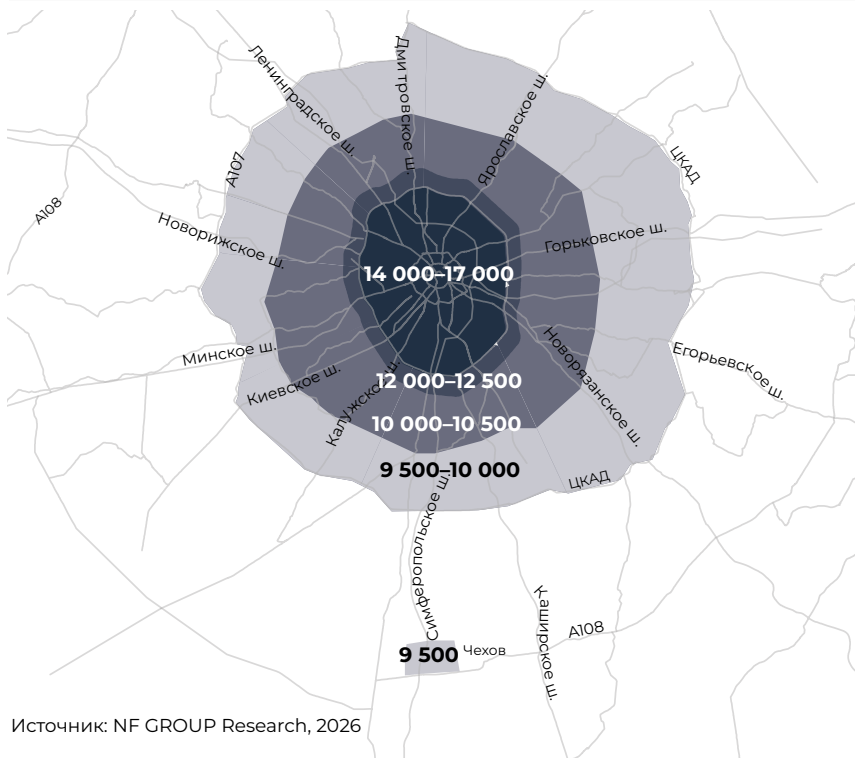 Ленинградское ш.
Дмитровское ш.
Ярославское ш.
А107
ЦКАД
А108
Новорижское ш.
Горьковское ш.
14 000–17 000
Минское ш.
Киевское ш.
Калужское ш.
Новорязанское ш.
Егорьевское ш.
12 000–12 500
10 000–10 500
9 500–10 000
ЦКАД
Симферопольское ш.
Каширское ш.
А108
9 500
Чехов
Источник: NF GROUP Research, 2026